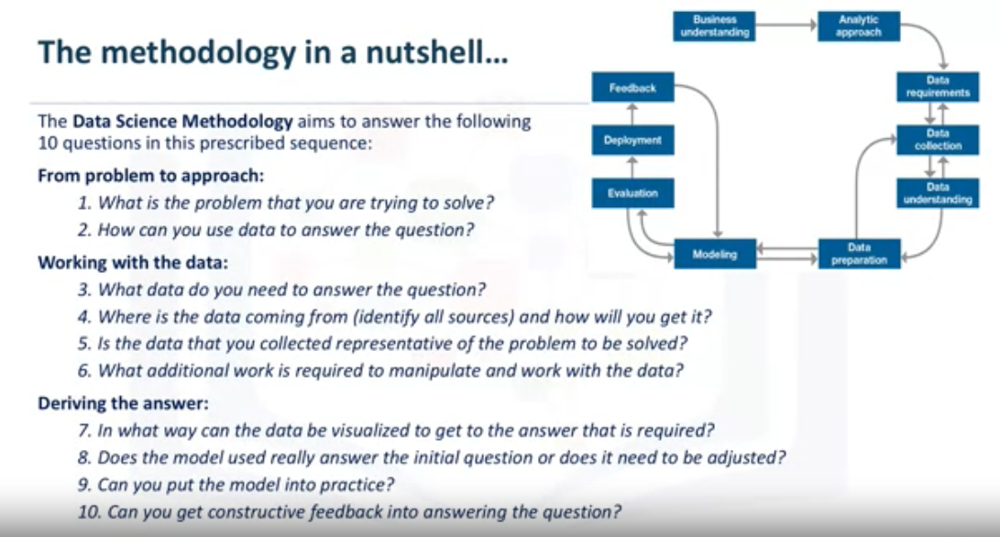 The methodology in a nutshell...
The Data Science Methodology aims to answer the following
10 questions in this prescribed sequence:
From problem to approach:
1. What is the problem that you are trying to solve?
2. How can you use data to answer the question?
Working with the data:
3. What data do you need to answer the question?
4. Where is the data coming from (identify all sources) and how will you get it?
5. Is the data that you collected representative of the problem to be solved?
6. What additional work is required to manipulate and work with the data?
Deriving the answer:
7. In what way can the data be visualized to get to the answer that is required?
8. Does the model used really answer the initial question or does it need to be adjusted?
9. Can you put the model into practice?
10. Can you get constructive feedback into answering the question?
Business
understanding
Analytic
approach
Data
requirements
Data
collection
Data
understanding
Data
preparation
Modeling
Evaluation
Deployment
Feedback